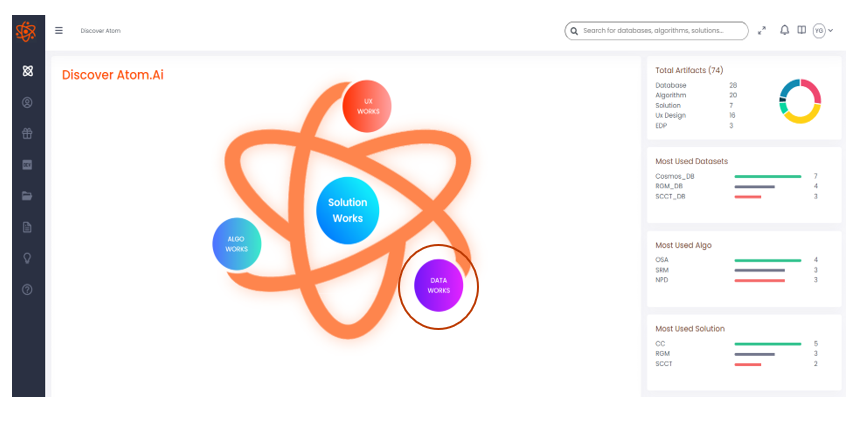 Discover Atom
Search for databases, algorithms, solutions...
YG
Discover Atom.Ai
UX
WORKS
Solution
Works
ALGO
WORKS
DATA
WORKS
Total Artifacts (74)
Database 28
Algorithm 20
Solution 7
Ux Design 16
EDP 3
Most Used Datasets
Cosmos_DB 7
RGM_DB 4
SCCT_DB 3
Most Used Algo
OSA 4
SRM 3
NPD 3
Most Used Solution
CC 5
RGM 3
SCCT 2